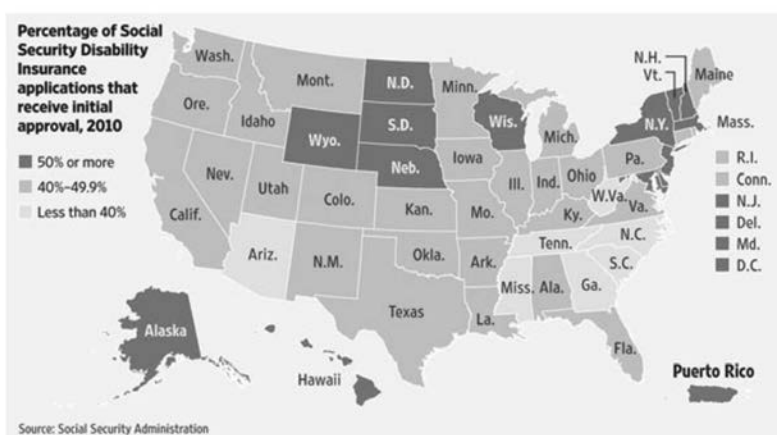 Percentage of Social
Security Disability
Insurance
applications that
receive initial
approval, 2010
50% or more
40%–49.9%
Less than 40%
Wash.
Mont.
N.D.
Minn.
N.H.
Vt.
Maine
Ore.
Idaho
Wyo.
S.D.
Wis.
Mich.
N.Y.
Mass.
Nev.
Utah
Colo.
Neb.
Iowa
Ill.
Ind.
Ohio
Pa.
R.I.
Conn.
N.J.
Del.
Md.
D.C.
Calif.
Kan.
Mo.
Ky.
W.Va.
Va.
Ariz.
N.M.
Okla.
Ark.
Tenn.
N.C.
S.C.
Texas
La.
Miss.
Ala.
Ga.
Fla.
Alaska
Hawaii
Puerto Rico
Source: Social Security Administration